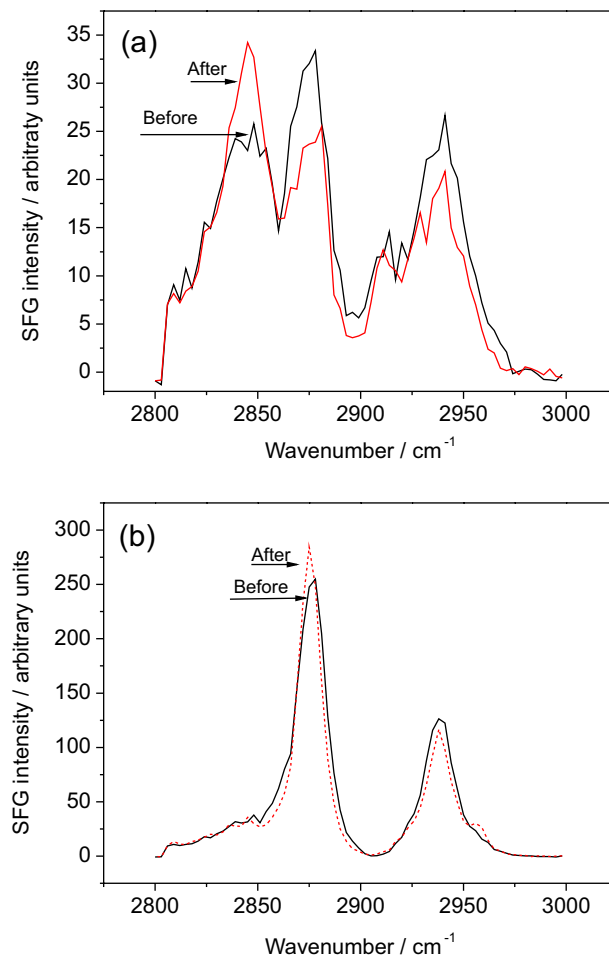 (a)
After
Before
35
30
25
20
15
10
5
0
SFG intensity / arbitraty units
2800 2850 2900 2950 3000
Wavenumber / cm-1
(b)
After
Before
300
250
200
150
100
50
0
SFG intensity / arbitrary units
2800 2850 2900 2950 3000
Wavenumber / cm-1